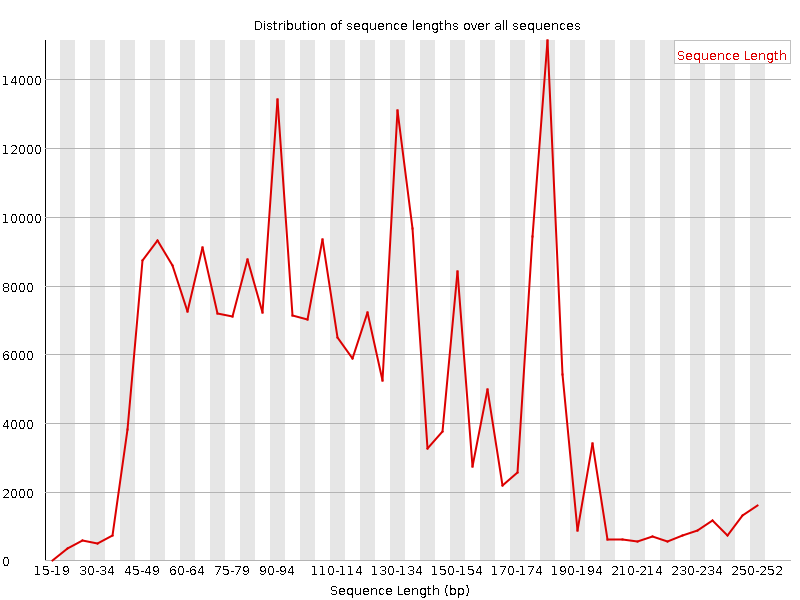 Distribution of sequence lengths over all sequences
Sequence Length
14000
12000
10000
8000
6000
4000
2000
0
15-19 30-34 45-49 60-64 75-79 90-94 110-114 130-134 150-154 170-174 190-194 210-214 230-234 250-252
Sequence Length (bp)